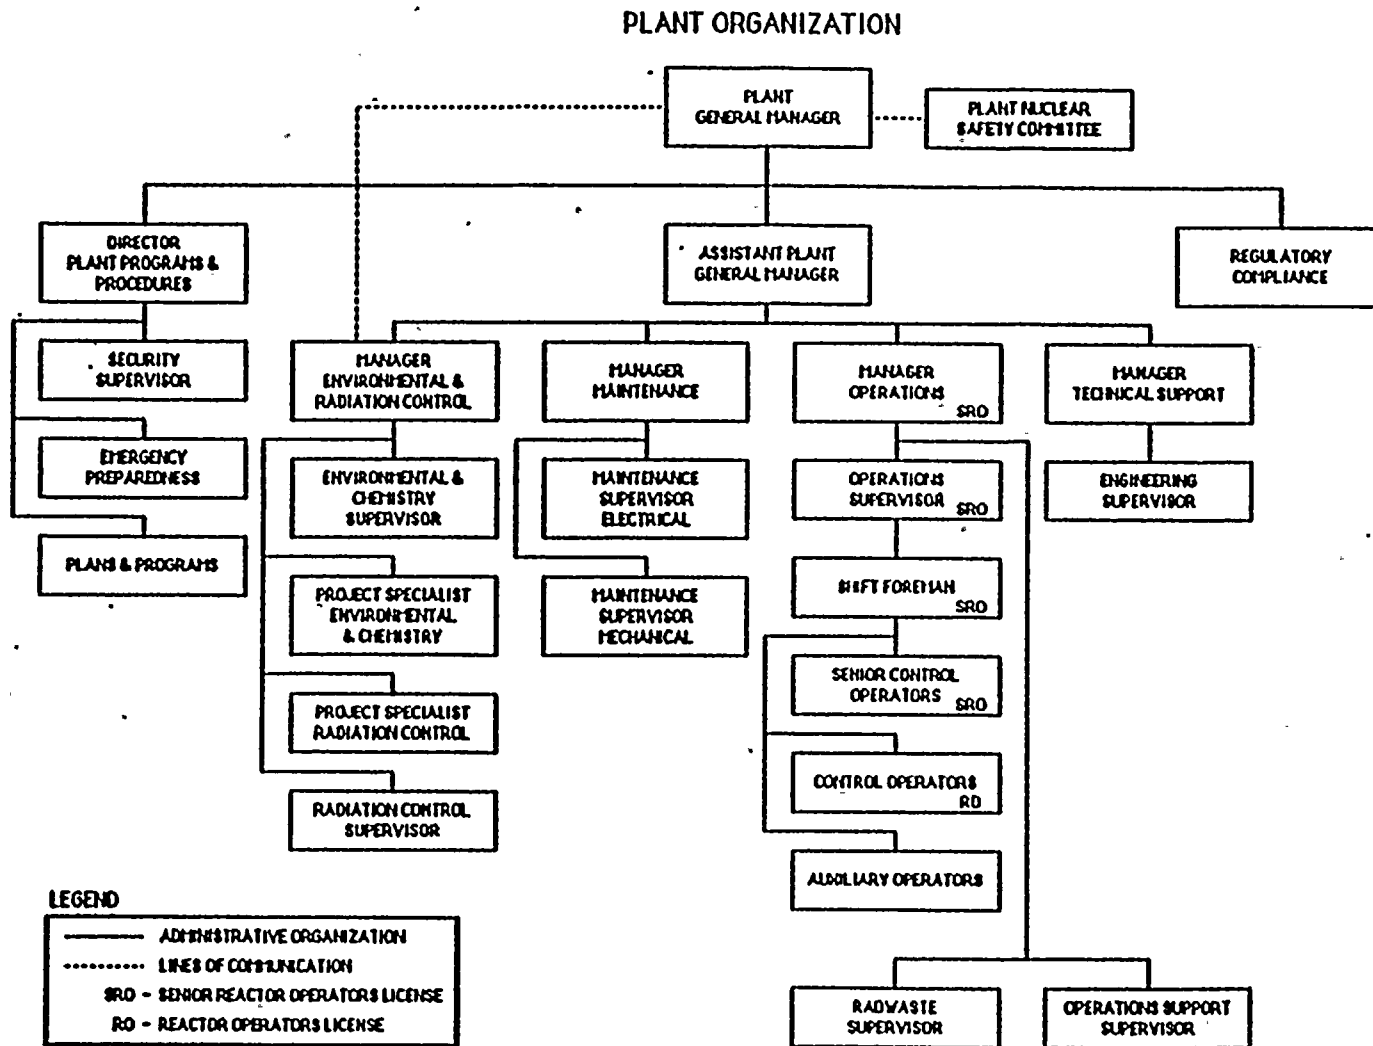 PLANT ORGANIZATION
PLANT
GENERAL MANAGER
PLANT NUCLEAR
SAFETY COMMITTEE
DIRECTOR
PLANT PROGRAMS &
PROCEDURES
ASSISTANT PLANT
GENERAL MANAGER
REGULATORY
COMPLIANCE
SECURITY
SUPERVISOR
EMERGENCY
PREPAREDNESS
PLANS & PROGRAMS
MANAGER
ENVIRONMENTAL &
RADIATION CONTROL
ENVIRONMENTAL &
CHEMISTRY
SUPERVISOR
PROJECT SPECIALIST
ENVIRONMENTAL
& CHEMISTRY
PROJECT SPECIALIST
RADIATION CONTROL
RADIATION CONTROL
SUPERVISOR
MANAGER
MAINTENANCE
MAINTENANCE
SUPERVISOR
ELECTRICAL
MAINTENANCE
SUPERVISOR
MECHANICAL
MANAGER
OPERATIONS
SRO
OPERATIONS
SUPERVISOR
SRO
SHIFT FOREMAN
SRO
SENIOR CONTROL
OPERATORS
SRO
CONTROL OPERATORS
RO
AUXILIARY OPERATORS
MANAGER
TECHNICAL SUPPORT
ENGINEERING
SUPERVISOR
RADWASTE
SUPERVISOR
OPERATIONS SUPPORT
SUPERVISOR
LEGEND
ADMINISTRATIVE ORGANIZATION
LINES OF COMMUNICATION
SRO - SENIOR REACTOR OPERATORS LICENSE
RO - REACTOR OPERATORS LICENSE